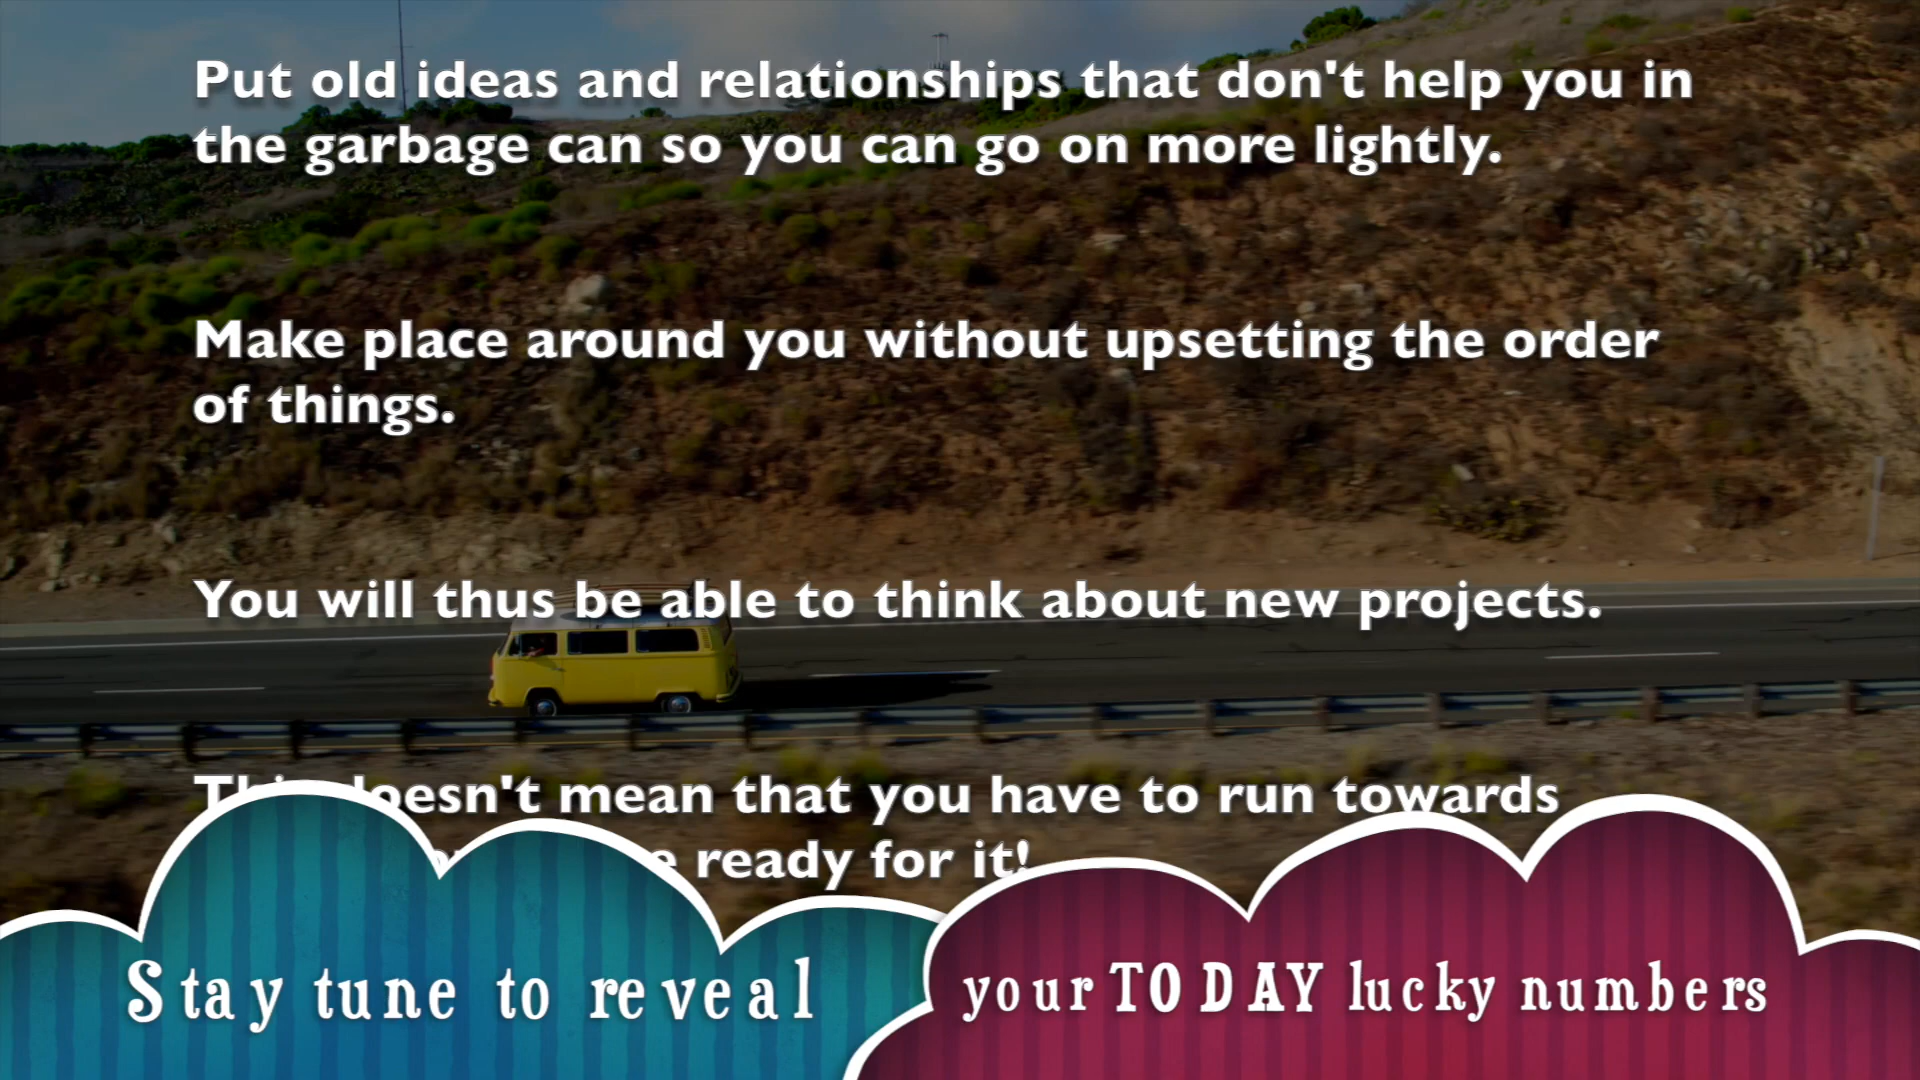 Put old ideas and relationships that don't help you in
the garbage can so you can go on more lightly.
Make place around you without upsetting the order
of things.
You will thus be able to think about new projects.
This doesn't mean that you have to run towards
ready for it!
Stay tune to reveal
your TODAY lucky numbers